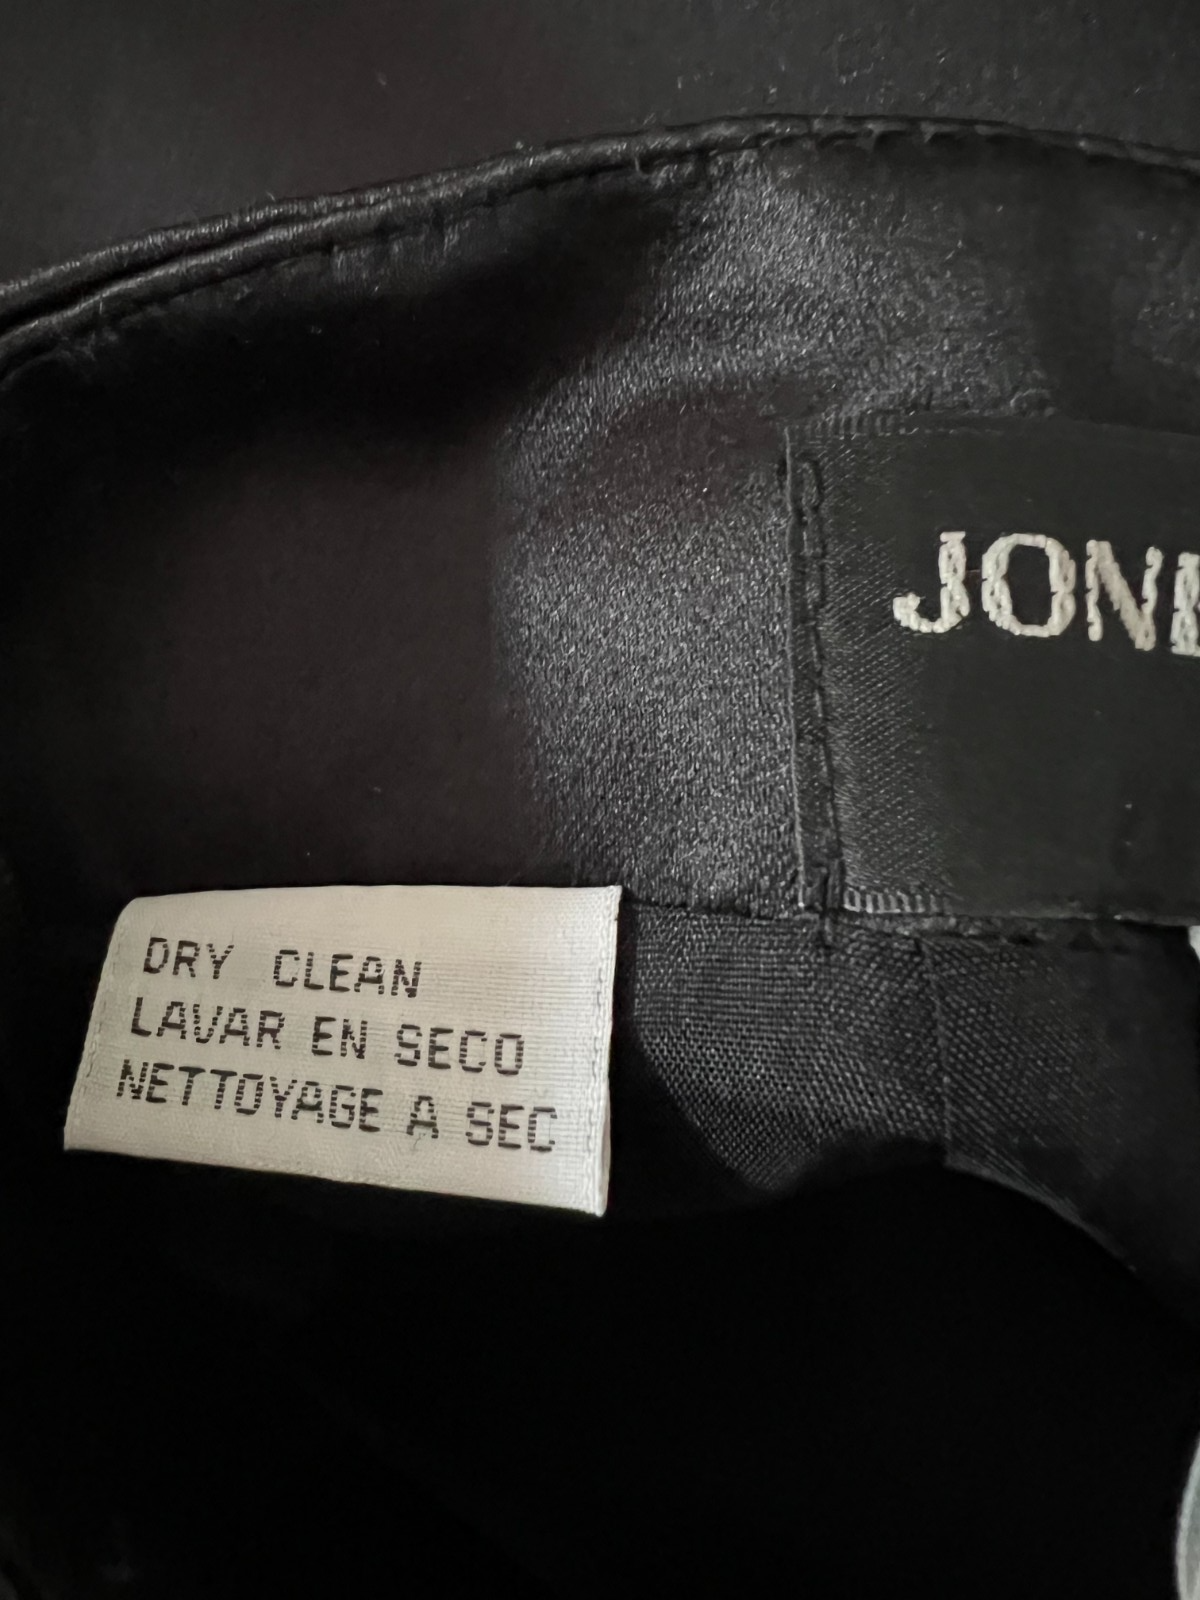 JON
DRY CLEAN
LAVAR EN SECO
NETTOYAGE A SEC